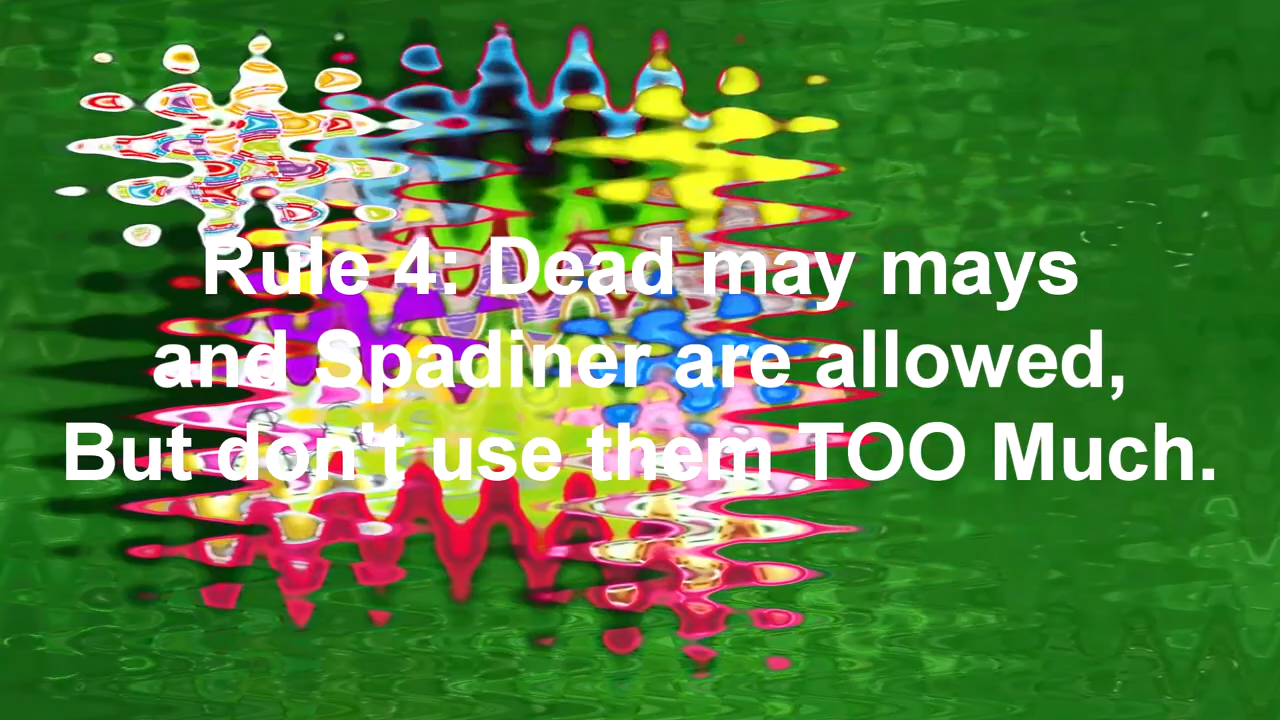 Rule 4: Dead may mays
and Spadiner are allowed,
But don't use them TOO Much.